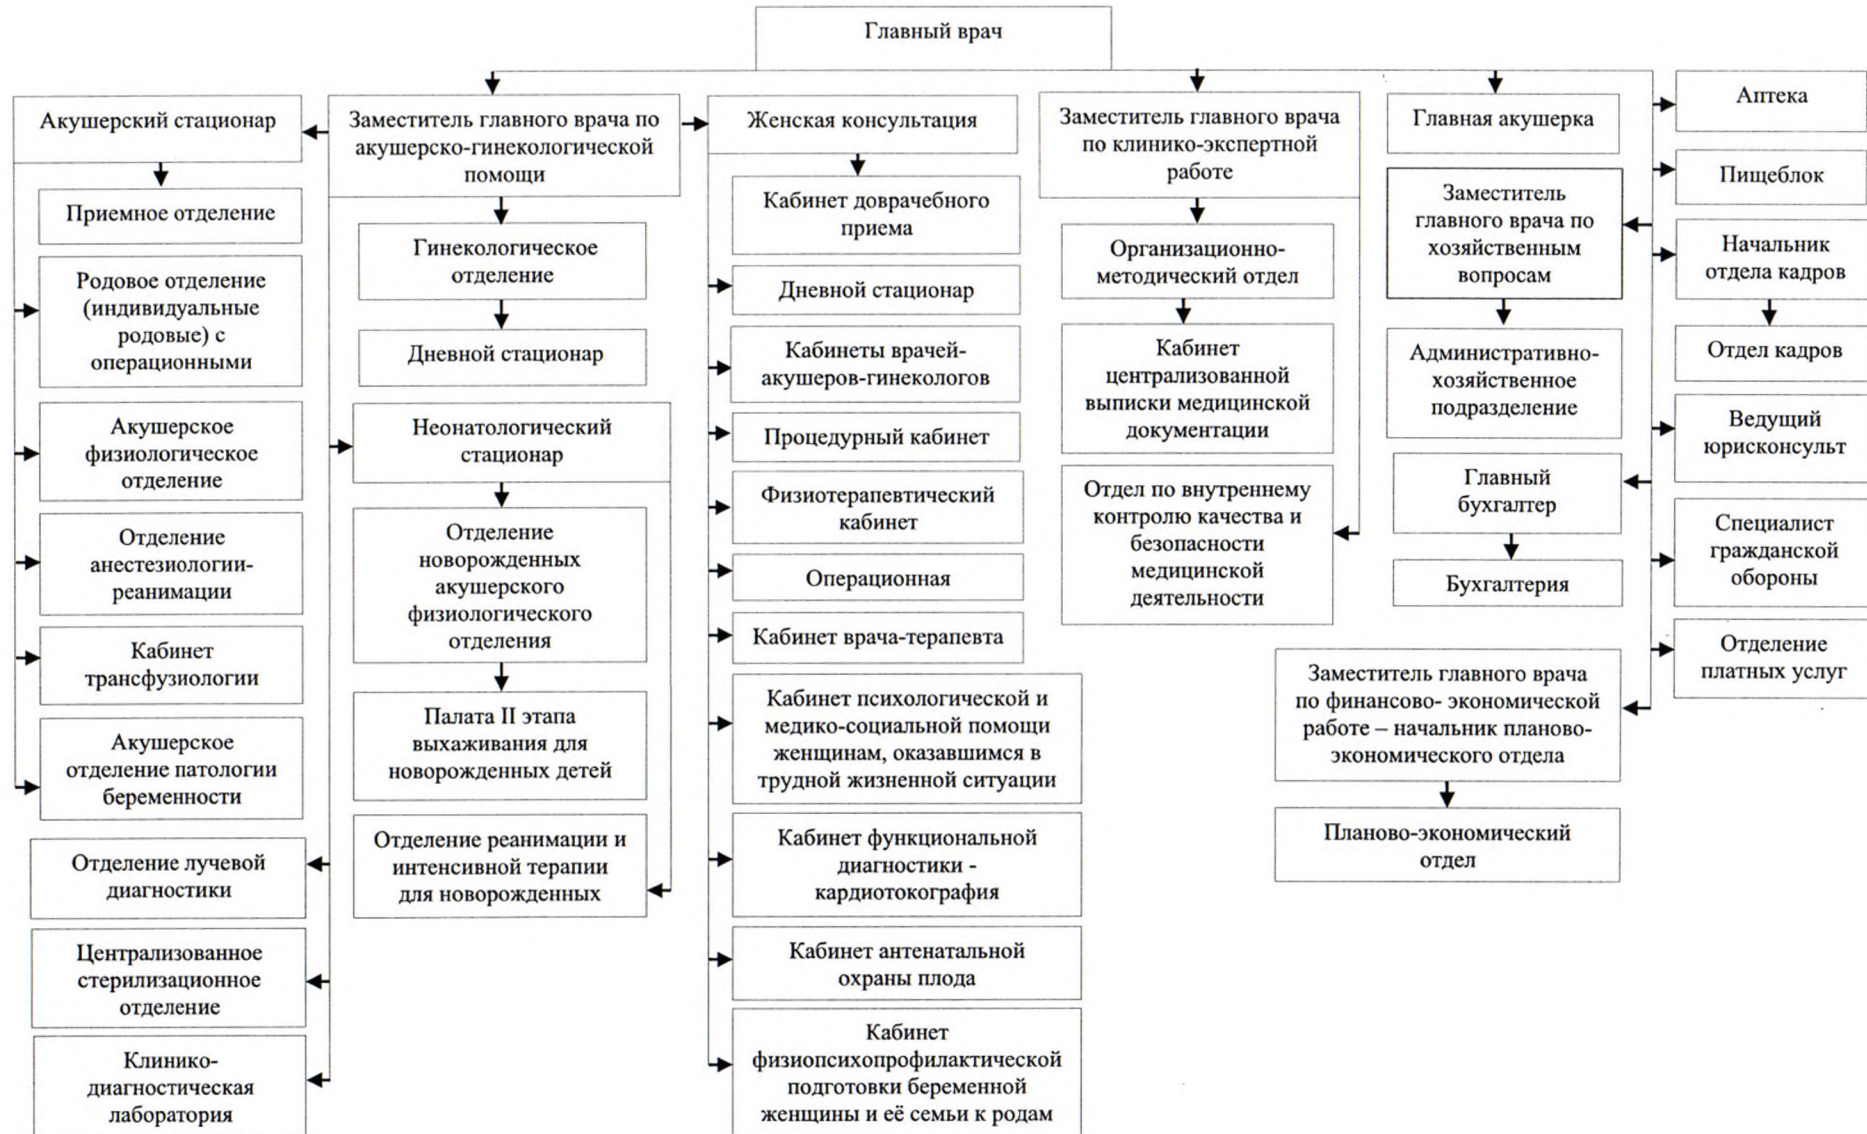 Главный врач
Акушерский стационар
Приемное отделение
Родовое отделение
(индивидуальные
родовые) с
операционными
Акушерское
физиологическое
отделение
Отделение
анестезиологии-
реанимации
Кабинет
трансфузиологии
Акушерское
отделение патологии
беременности
Отделение лучевой
диагностики
Централизованное
стерилизационное
отделение
Клинико-
диагностическая
лаборатория
Заместитель главного врача по
акушерско-гинекологической
помощи
Гинекологическое
отделение
Дневной стационар
Неонатологический
стационар
Отделение
новорожденных
акушерского
физиологического
отделения
Палата II этапа
выхаживания для
новорожденных детей
Отделение реанимации и
интенсивной терапии
для новорожденных
Женская консультация
Кабинет доврачебного
приема
Дневной стационар
Кабинеты врачей-
акушеров-гинекологов
Процедурный кабинет
Физиотерапевтический
кабинет
Операционная
Кабинет врача-терапевта
Кабинет психологической и
медико-социальной помощи
женщинам, оказавшимся в
трудной жизненной ситуации
Кабинет функциональной
диагностики -
кардиотокография
Кабинет антенатальной
охраны плода
Кабинет
физиопсихопрофилактической
подготовки беременной
женщины и её семьи к родам
Заместитель главного врача
по клинико-экспертной
работе
Организационно-
методический отдел
Кабинет
централизованной
выписки медицинской
документации
Отдел по внутреннему
контролю качества и
безопасности
медицинской
деятельности
Главная акушерка
Заместитель
главного врача по
хозяйственным
вопросам
Административно-
хозяйственное
подразделение
Главный
бухгалтер
Бухгалтерия
Заместитель главного врача
по финансово- экономической
работе – начальник планово-
экономического отдела
Планово-экономический
отдел
Аптека
Пищеблок
Начальник
отдела кадров
Отдел кадров
Ведущий
юрисконсульт
Специалист
гражданской
обороны
Отделение
платных услуг